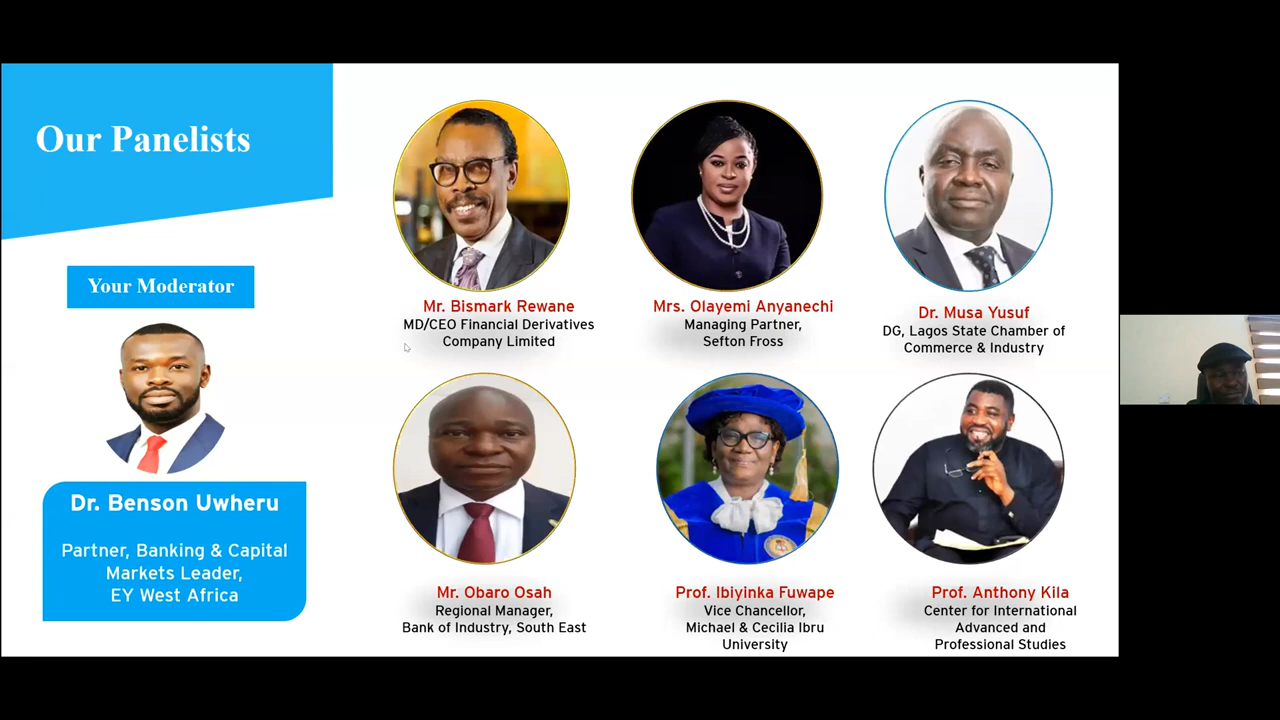 Our Panelists
Your Moderator
Dr. Benson Uwheru
Partner, Banking & Capital
Markets Leader,
EY West Africa
Mr. Bismark Rewane
MD/CEO Financial Derivatives
Company Limited
Mrs. Olayemi Anyanechi
Managing Partner,
Sefton Fross
Dr. Musa Yusuf
DG, Lagos State Chamber of
Commerce & Industry
Mr. Obaro Osah
Regional Manager,
Bank of Industry, South East
Prof. Ibiyinka Fuwape
Vice Chancellor,
Michael & Cecilia Ibru
University
Prof. Anthony Kila
Center for International
Advanced and
Professional Studies